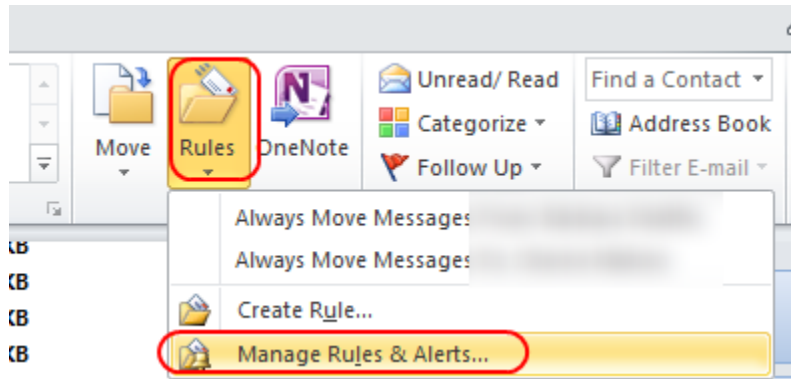 Unread/ Read
Find a Contact
Categorize
Address Book
Move
Rules
OneNote
Follow Up
Filter E-mail
Always Move Messages
Always Move Messages
KB
KB
KB
KB
Create Rule...
Manage Rules & Alerts...